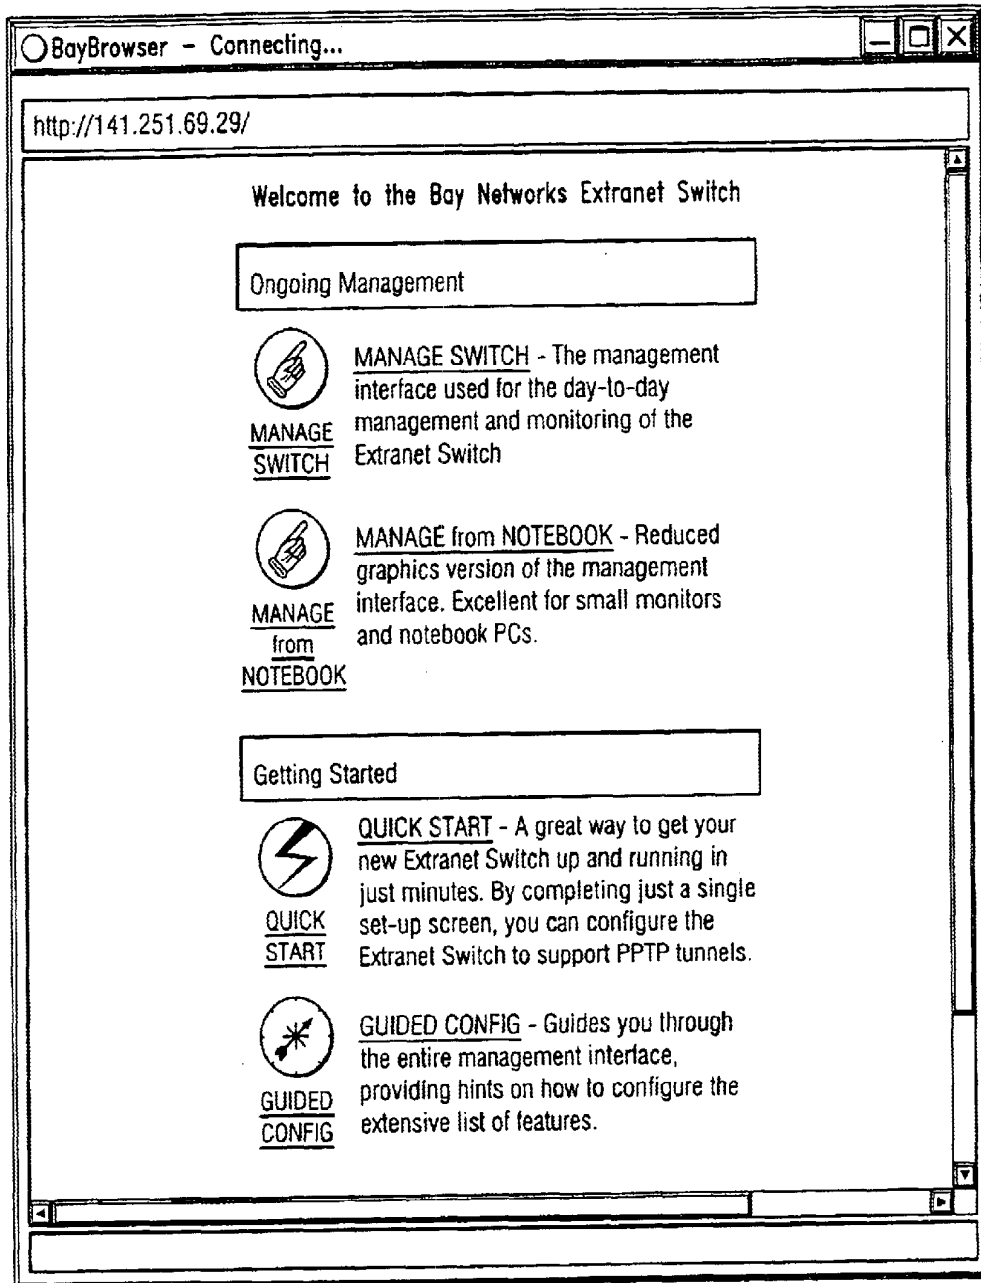 BayBrowser - Connecting...
http://141.251.69.29/
Welcome to the Bay Networks Extranet Switch
Ongoing Management
MANAGE
SWITCH
MANAGE SWITCH - The management
interface used for the day-to-day
management and monitoring of the
Extranet Switch
MANAGE
from
NOTEBOOK
MANAGE from NOTEBOOK - Reduced
graphics version of the management
interface. Excellent for small monitors
and notebook PCs.
Getting Started
QUICK
START
QUICK START - A great way to get your
new Extranet Switch up and running in
just minutes. By completing just a single
set-up screen, you can configure the
Extranet Switch to support PPTP tunnels.
GUIDED
CONFIG
GUIDED CONFIG - Guides you through
the entire management interface,
providing hints on how to configure the
extensive list of features.